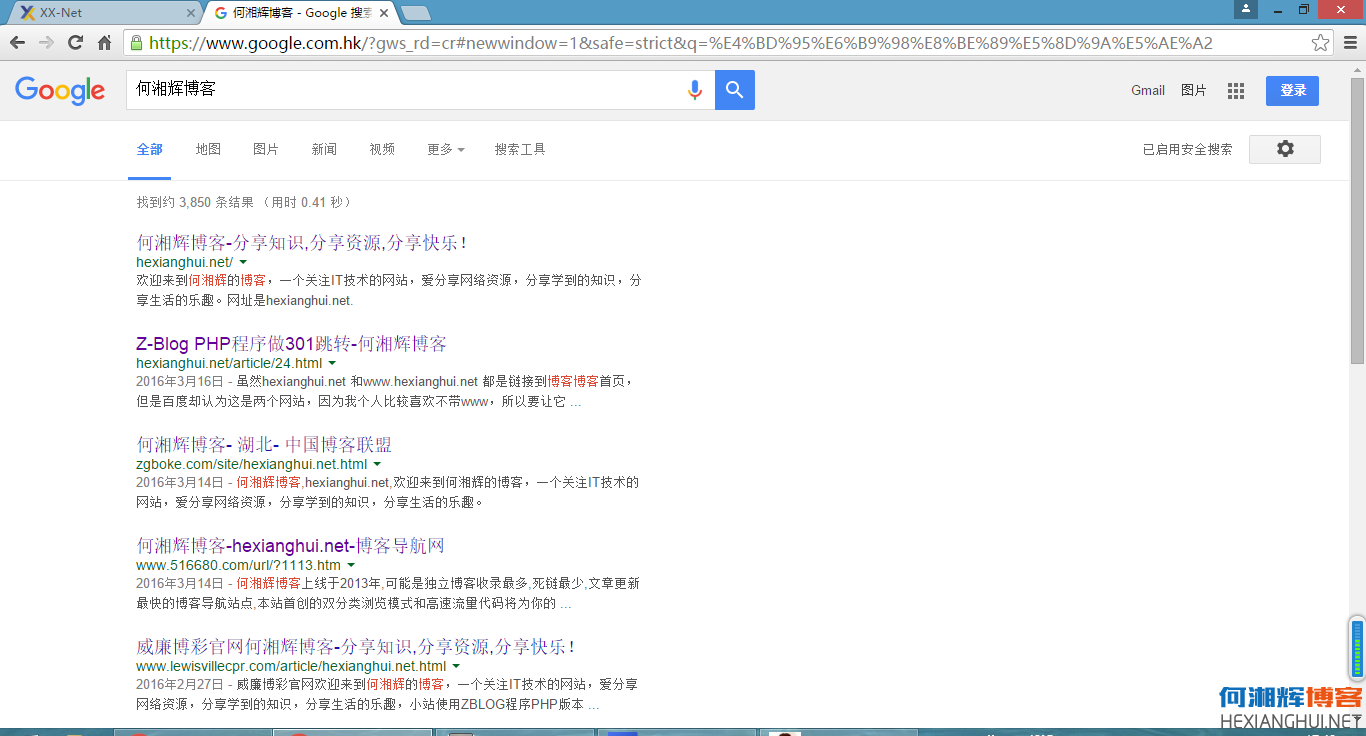 XX-Net
何湘辉博客 - Google 搜
https://www.google.com.hk/?gws_rd=cr#newwindow=1&safe=strict&q=%E4%BD%95%E6%B9%98%E8%BE%89%E5%8D%9A%E5%AE%A2
Google
何湘辉博客
Gmail 图片
登录
全部 地图 图片 新闻 视频 更多 搜索工具
已启用安全搜索
找到约 3,850 条结果 （用时 0.41 秒）
何湘辉博客-分享知识,分享资源,分享快乐！
hexianghui.net/
欢迎来到何湘辉的博客，一个关注IT技术的网站，爱分享网络资源，分享学到的知识，分
享生活的乐趣。网址是hexianghui.net.
Z-Blog PHP程序做301跳转-何湘辉博客
hexianghui.net/article/24.html
2016年3月16日 - 虽然hexianghui.net 和www.hexianghui.net 都是链接到博客博客首页，
但是百度却认为这是两个网站，因为我个人比较喜欢不带www，所以要让它 ...
何湘辉博客- 湖北- 中国博客联盟
zgboke.com/site/hexianghui.net.html
2016年3月14日 - 何湘辉博客,hexianghui.net,欢迎来到何湘辉的博客，一个关注IT技术的
网站，爱分享网络资源，分享学到的知识，分享生活的乐趣。
何湘辉博客-hexianghui.net-博客导航网
www.516680.com/url/?1113.htm
2016年3月14日 - 何湘辉博客上线于2013年,可能是独立博客收录最多,死链最少,文章更新
最快的博客导航站点,本站首创的双分类浏览模式和高速流量代码将为你的 ...
威廉博彩官网何湘辉博客-分享知识,分享资源,分享快乐！
www.lewisvillecpr.com/article/hexianghui.net.html
2016年2月27日 - 威廉博彩官网欢迎来到何湘辉的博客，一个关注IT技术的网站，爱分享
网络资源，分享学到的知识，分享生活的乐趣，小站使用ZBLOG程序PHP版本 ...
何湘辉博客
HEXIANGHUI.NET